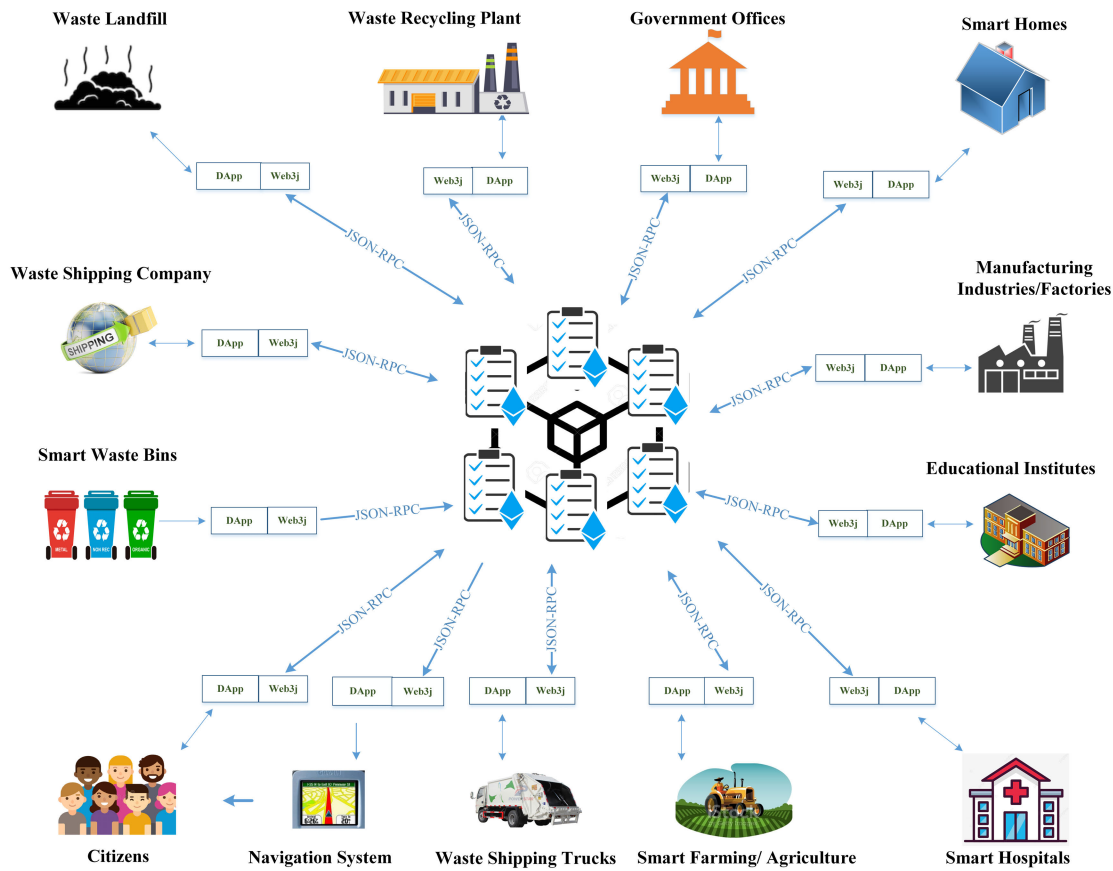 Waste Landfill
Waste Recycling Plant
Government Offices
Smart Homes
DApp Web3j
Web3j DApp
Web3j DApp
Web3j DApp
JSON-RPC
JSON-RPC
JSON-RPC
JSON-RPC
Waste Shipping Company
SHIPPING
DApp Web3j
JSON-RPC
Manufacturing
Industries/Factories
Web3j DApp
JSON-RPC
Smart Waste Bins
METAL
NON REC
ORGANIC
DApp Web3j
JSON-RPC
Educational Institutes
Web3j DApp
JSON-RPC
JSON-RPC
JSON-RPC
JSON-RPC
JSON-RPC
JSON-RPC
DApp Web3j
DApp Web3j
DApp Web3j
DApp Web3j
Web3j DApp
Citizens
Navigation System
Waste Shipping Trucks
Smart Farming/ Agriculture
Smart Hospitals